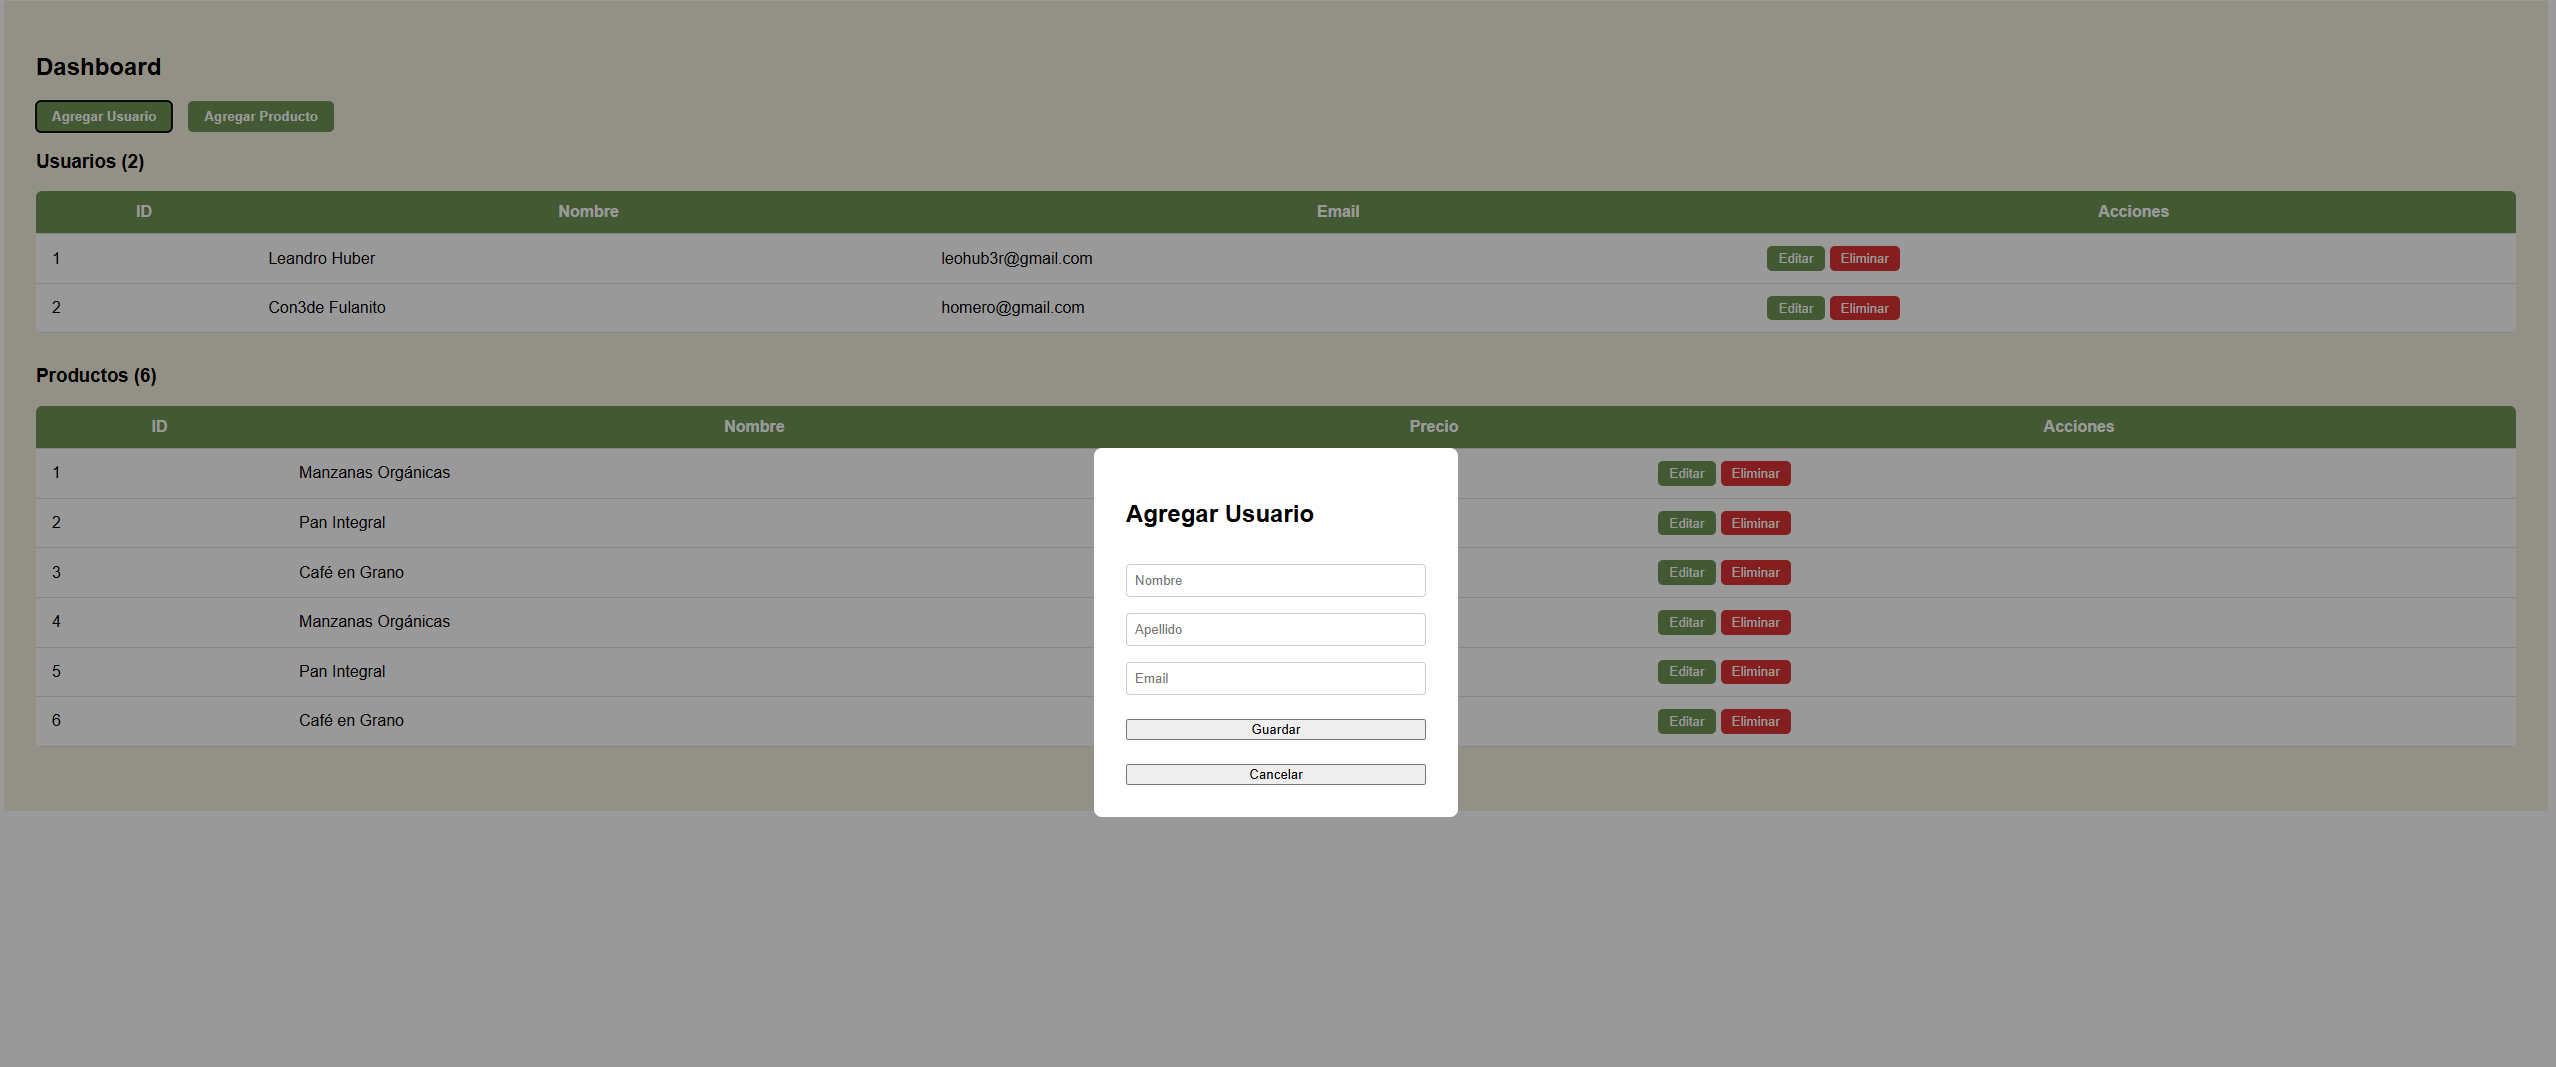 Dashboard
Agregar Usuario Agregar Producto
Usuarios (2)
ID Nombre Email Acciones
1 Leandro Huber leohub3r@gmail.com Editar Eliminar
2 Con3de Fulanito homero@gmail.com Editar Eliminar
Productos (6)
ID Nombre Precio Acciones
1 Manzanas Orgánicas Editar Eliminar
2 Pan Integral Editar Eliminar
3 Café en Grano Editar Eliminar
4 Manzanas Orgánicas Editar Eliminar
5 Pan Integral Editar Eliminar
6 Café en Grano Editar Eliminar
Agregar Usuario
Nombre
Apellido
Email
Guardar
Cancelar